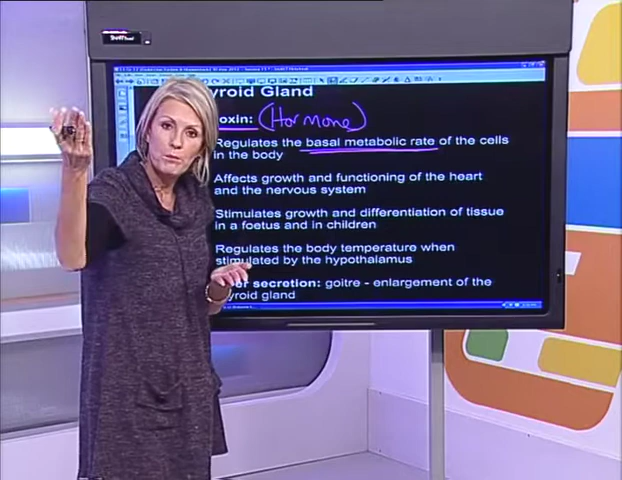 yroid Gland
oxin: (Hormone)
Regulates the basal metabolic rate of the cells
in the body
Affects growth and functioning of the heart
and the nervous system
Stimulates growth and differentiation of tissue
in a foetus and in children
Regulates the body temperature when
stimulated by the hypothalamus
er secretion: goitre - enlargement of the
yroid gland